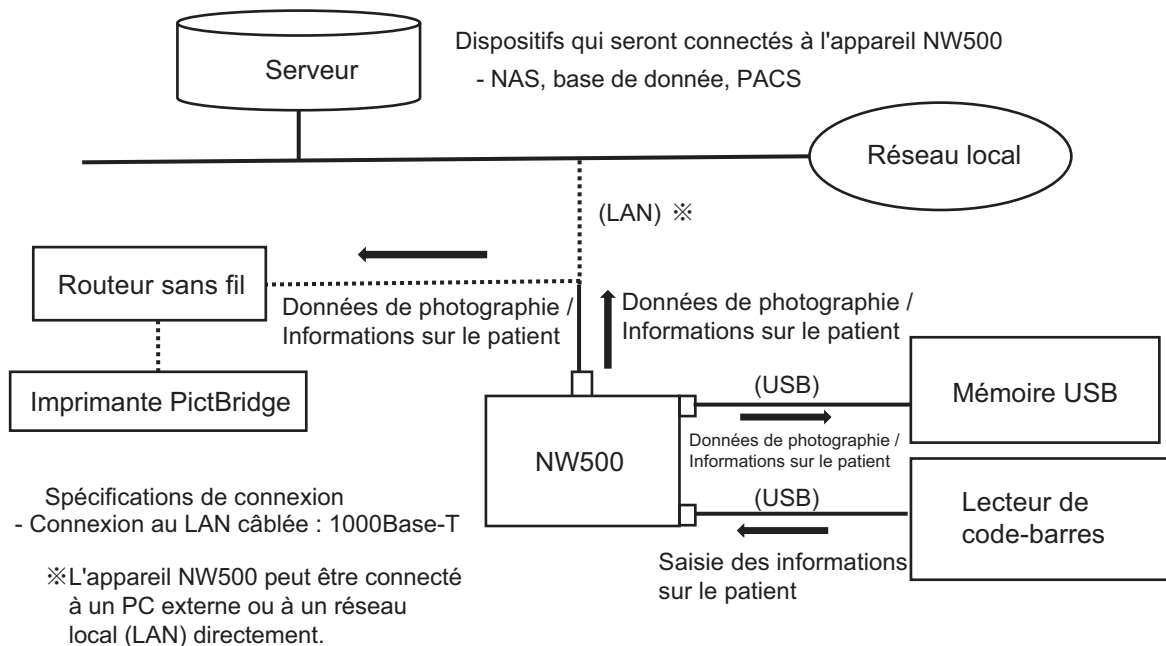 Serveur
Dispositifs qui seront connectés à l'appareil NW500
- NAS, base de donnée, PACS
Réseau local
(LAN) ※
Routeur sans fil
Données de photographie /
Informations sur le patient
Données de photographie /
Informations sur le patient
Imprimante PictBridge
NW500
(USB)
Données de photographie /
Informations sur le patient
Mémoire USB
(USB)
Saisie des informations
sur le patient
Lecteur de
code-barres
Spécifications de connexion
- Connexion au LAN câblée : 1000Base-T
※L'appareil NW500 peut être connecté
à un PC externe ou à un réseau
local (LAN) directement.